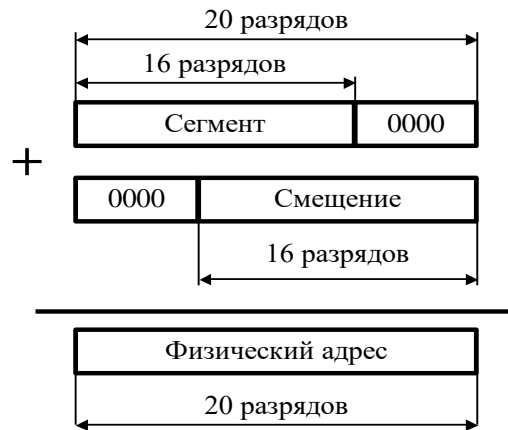 20 разрядов
16 разрядов
Сегмент 0000
+
0000 Смещение
16 разрядов
Физический адрес
20 разрядов